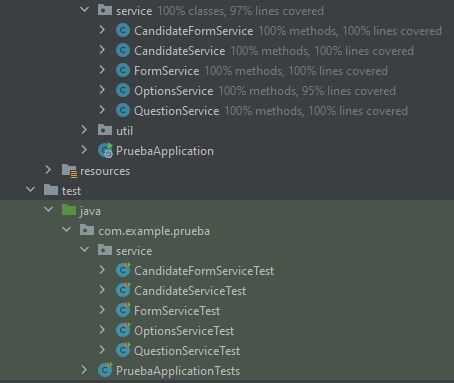 service 100% classes, 97% lines covered
CandidateFormService 100% methods, 100% lines covered
CandidateService 100% methods, 100% lines covered
FormService 100% methods, 100% lines covered
OptionsService 100% methods, 95% lines covered
QuestionService 100% methods, 100% lines covered
util
PruebaApplication
resources
test
java
com.example.prueba
service
CandidateFormServiceTest
CandidateServiceTest
FormServiceTest
OptionsServiceTest
QuestionServiceTest
PruebaApplicationTests